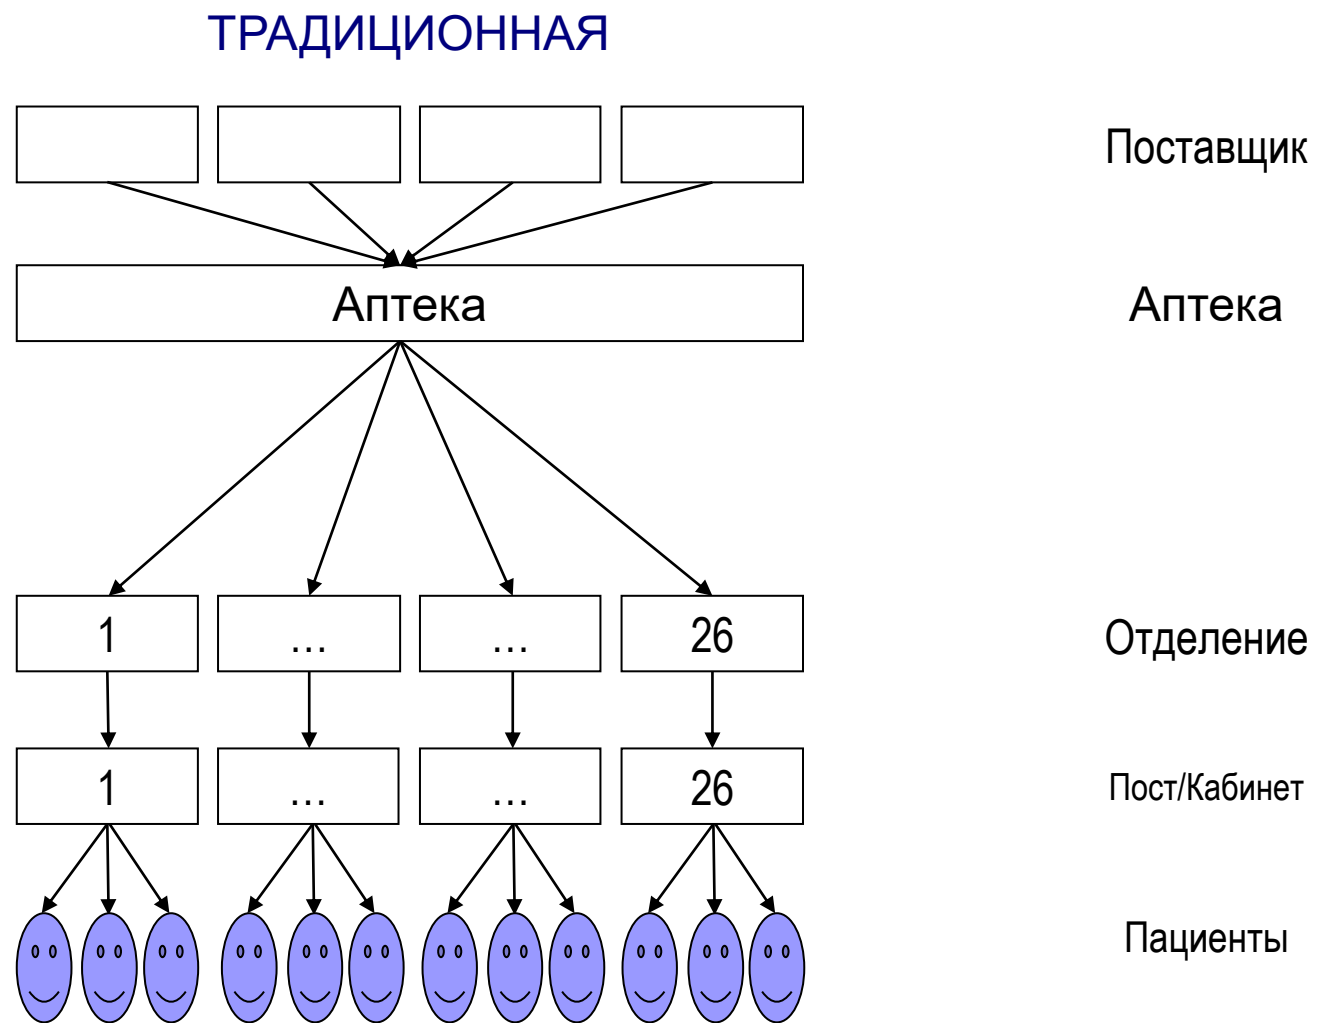 ТРАДИЦИОННАЯ
Поставщик
Аптека Аптека
1 ... ... 26 Отделение
1 ... ... 26 Пост/Кабинет
Пациенты